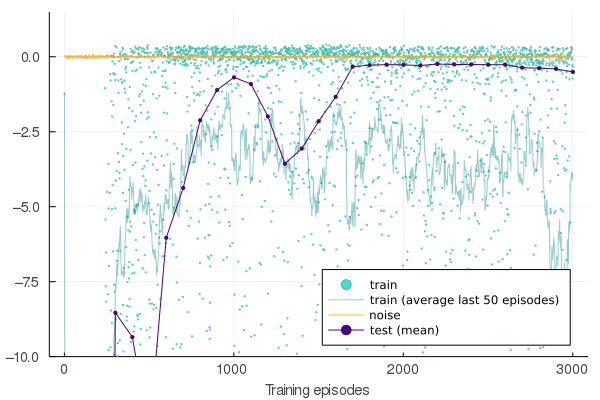 0.0
−2.5
−5.0
−7.5
−10.0
train
train (average last 50 episodes)
noise
test (mean)
0 1000 2000 3000
Training episodes